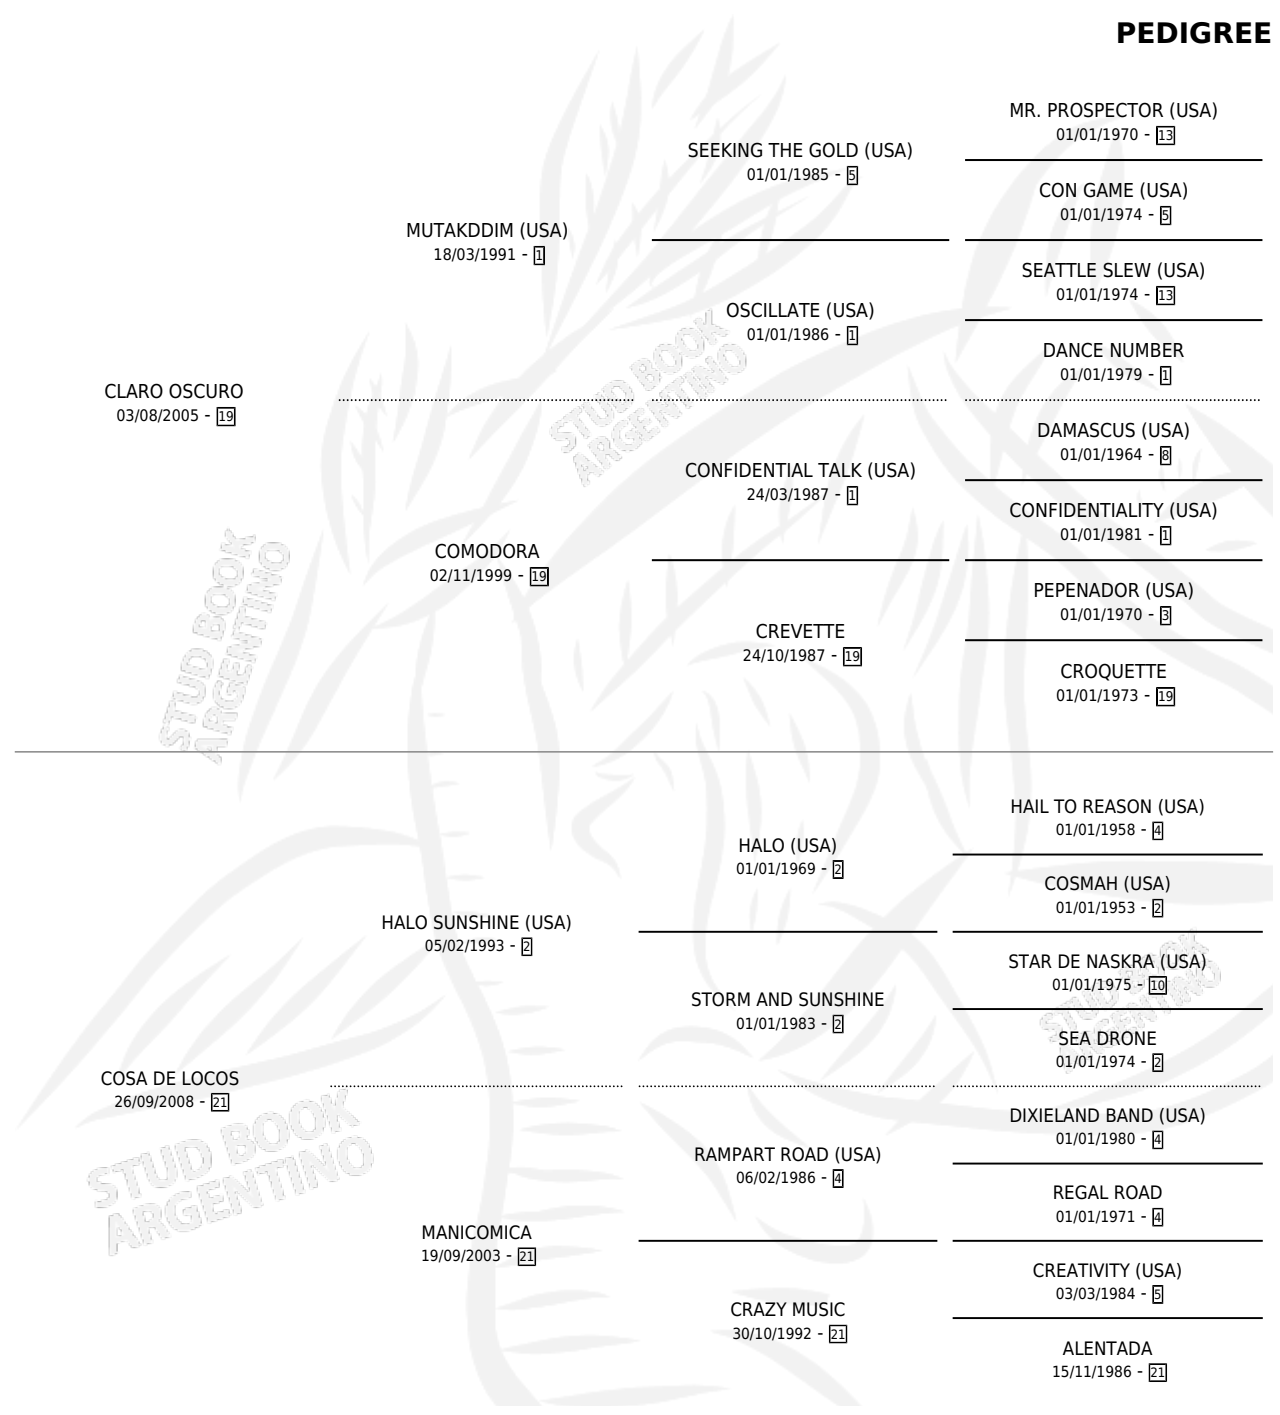 PEDIGREE
MR. PROSPECTOR (USA)
01/01/1970 - 13
SEEKING THE GOLD (USA)
01/01/1985 - 5
CON GAME (USA)
01/01/1974 - 5
MUTAKDDIM (USA)
18/03/1991 - 1
SEATTLE SLEW (USA)
01/01/1974 - 13
OSCILLATE (USA)
01/01/1986 - 1
DANCE NUMBER
01/01/1979 - 1
CLARO OSCURO
03/08/2005 - 19
DAMASCUS (USA)
01/01/1964 - 8
CONFIDENTIAL TALK (USA)
24/03/1987 - 1
CONFIDENTIALITY (USA)
01/01/1981 - 1
COMODORA
02/11/1999 - 19
PEPENADOR (USA)
01/01/1970 - 3
CREVETTE
24/10/1987 - 19
CROQUETTE
01/01/1973 - 19
HAIL TO REASON (USA)
01/01/1958 - 4
HALO (USA)
01/01/1969 - 2
COSMAH (USA)
01/01/1953 - 2
HALO SUNSHINE (USA)
05/02/1993 - 2
STAR DE NASKRA (USA)
01/01/1975 - 10
STORM AND SUNSHINE
01/01/1983 - 2
SEA DRONE
01/01/1974 - 2
COSA DE LOCOS
26/09/2008 - 21
DIXIELAND BAND (USA)
01/01/1980 - 4
RAMPART ROAD (USA)
06/02/1986 - 4
REGAL ROAD
01/01/1971 - 4
MANICOMICA
19/09/2003 - 21
CREATIVITY (USA)
03/03/1984 - 5
CRAZY MUSIC
30/10/1992 - 21
ALENTADA
15/11/1986 - 21
STUD BOOK
ARGENTINO
STUD BOOK
ARGENTINO
STUD BOOK
ARGENTINO
STUD BOOK
ARGENTINO